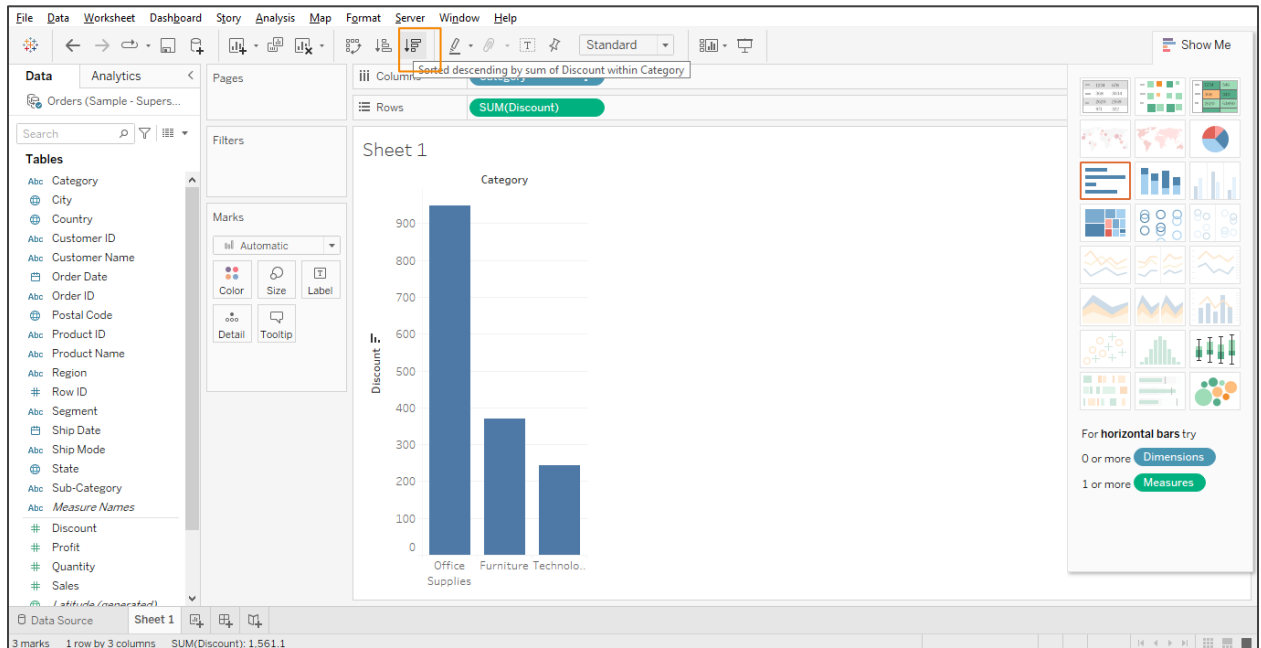 File Data Worksheet Dashboard Story Analysis Map Format Server Window Help
Standard
Show Me
Sorted descending by sum of Discount within Category
Data Analytics
Orders (Sample - Supers...
Search
Tables
Abc Category
City
Country
Abc Customer ID
Abc Customer Name
Order Date
Abc Order ID
Postal Code
Abc Product ID
Abc Product Name
Abc Region
# Row ID
Abc Segment
Ship Date
Abc Ship Mode
State
Abc Sub-Category
Abc Measure Names
# Discount
# Profit
# Quantity
# Sales
Latitude (generated)
Pages
Filters
Marks
Automatic
Color Size Label
Detail Tooltip
Columns
Rows SUM(Discount)
Sheet 1
Category
Discount
900
800
700
600
500
400
300
200
100
0
Office Supplies
Furniture
Technolo..
For horizontal bars try
0 or more Dimensions
1 or more Measures
Data Source Sheet 1
3 marks 1 row by 3 columns SUM(Discount): 1,561.1